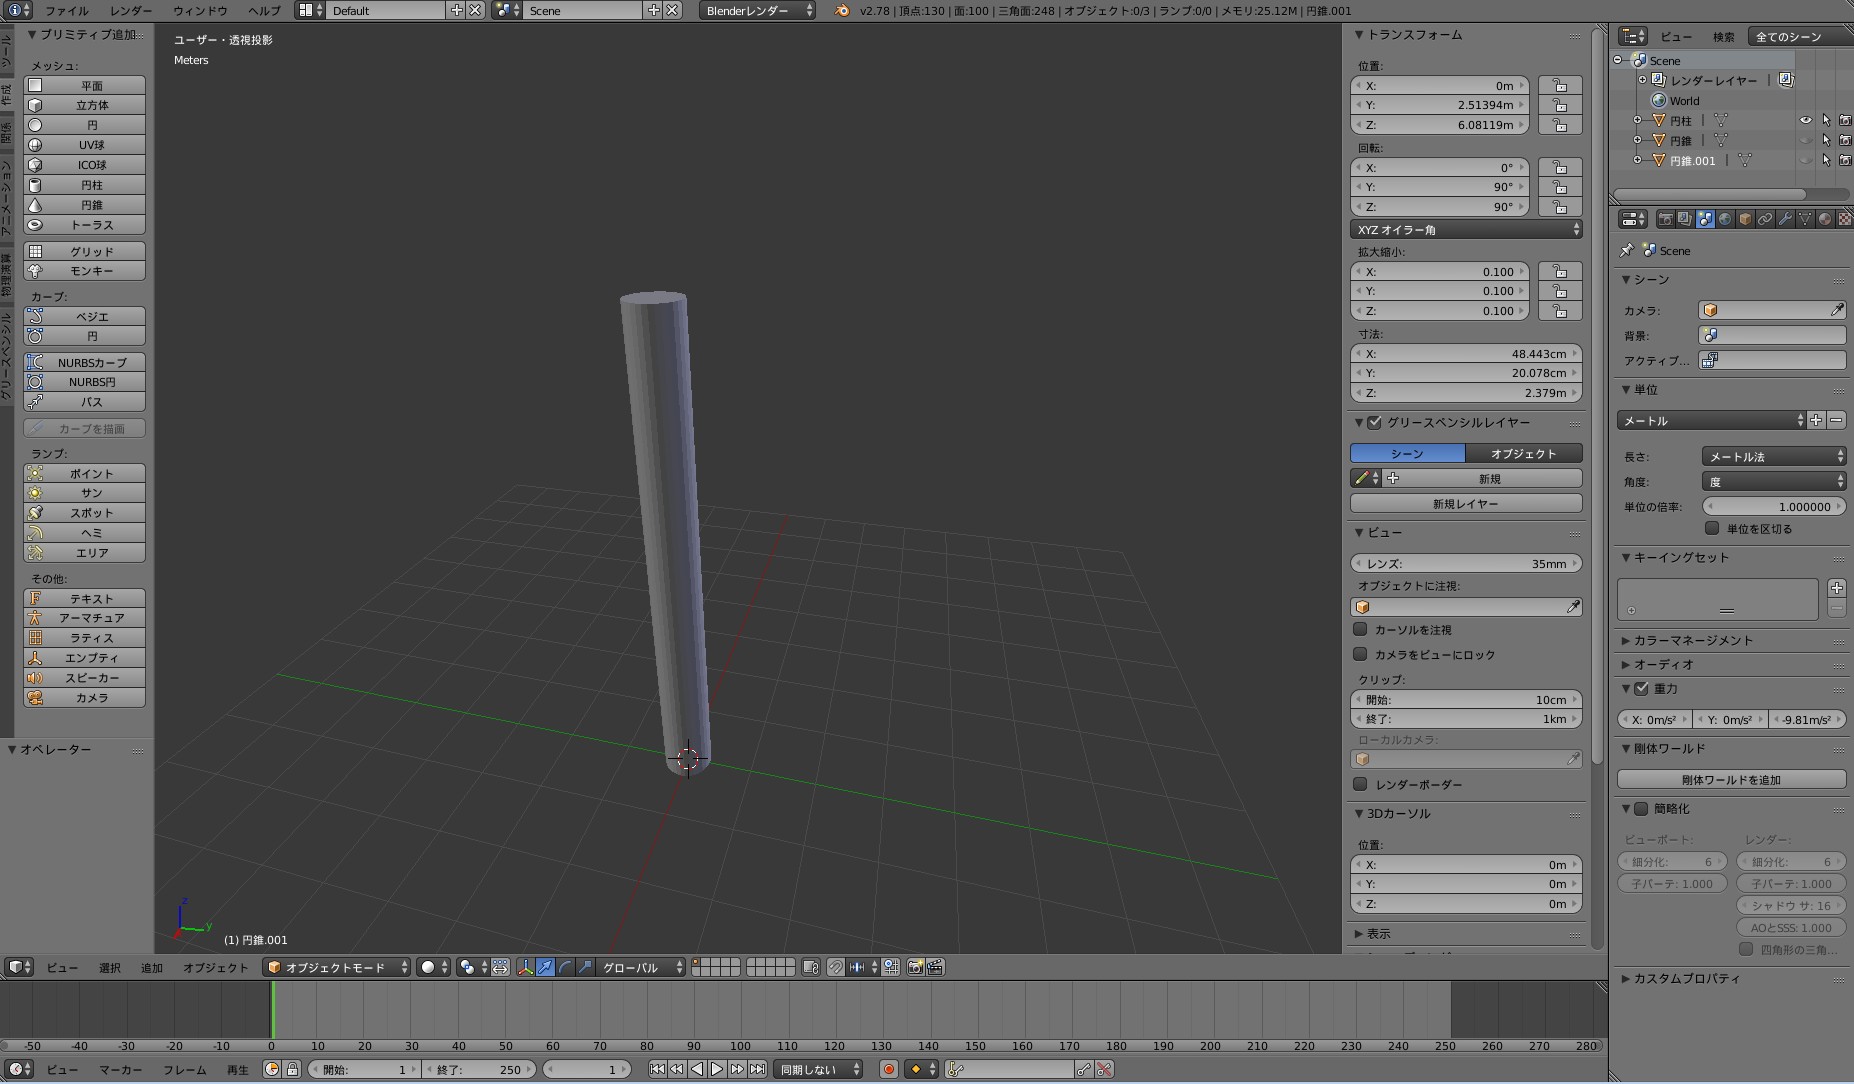 ファイル レンダー ウィンドウ ヘルプ Default Scene Blenderレンダー v2.78 | 頂点:130 | 面:100 | 三角面:248 | オブジェクト:0/3 | ランプ:0/0 | メモリ:25.12M | 円錐.001
ツール
作成
関係
アニメーション
物理演算
グリースペンシル
プリミティブ追加
メッシュ:
平面
立方体
円
UV球
ICO球
円柱
円錐
トーラス
グリッド
モンキー
カーブ:
ベジエ
円
NURBSカーブ
NURBS円
パス
カーブを描画
ランプ:
ポイント
サン
スポット
ヘミ
エリア
その他:
テキスト
アーマチュア
ラティス
エンプティ
スピーカー
カメラ
オペレーター
ユーザー・透視投影
Meters
z
y
(1) 円錐.001
トランスフォーム
位置:
X: 0m
Y: 2.51394m
Z: 6.08119m
回転:
X: 0°
Y: 90°
Z: 90°
XYZ オイラー角
拡大縮小:
X: 0.100
Y: 0.100
Z: 0.100
寸法:
X: 48.443cm
Y: 20.078cm
Z: 2.379m
グリースペンシルレイヤー
シーン オブジェクト
新規
新規レイヤー
ビュー
レンズ: 35mm
オブジェクトに注視:
カーソルを注視
カメラをビューにロック
クリップ:
開始: 10cm
終了: 1km
ローカルカメラ:
レンダーボーダー
3Dカーソル
位置:
X: 0m
Y: 0m
Z: 0m
表示
ビュー 検索 全てのシーン
Scene
レンダーレイヤー
World
円柱
円錐
円錐.001
Scene
シーン
カメラ:
背景:
アクティブ...
単位
メートル
長さ: メートル法
角度: 度
単位の倍率: 1.000000
単位を区切る
キーイングセット
カラーマネージメント
オーディオ
重力
X: 0m/s² Y: 0m/s² -9.81m/s²
剛体ワールド
剛体ワールドを追加
簡略化
ビューポート: レンダー:
細分化: 6 細分化: 6
子パーテ: 1.000 子パーテ: 1.000
シャドウ サ: 16
AOとSSS: 1.000
四角形の三角...
カスタムプロパティ
ビュー 選択 追加 オブジェクト オブジェクトモード グローバル
-50 -40 -30 -20 -10 0 10 20 30 40 50 60 70 80 90 100 110 120 130 140 150 160 170 180 190 200 210 220 230 240 250 260 270 280
ビュー マーカー フレーム 再生 開始: 1 終了: 250 1 同期しない